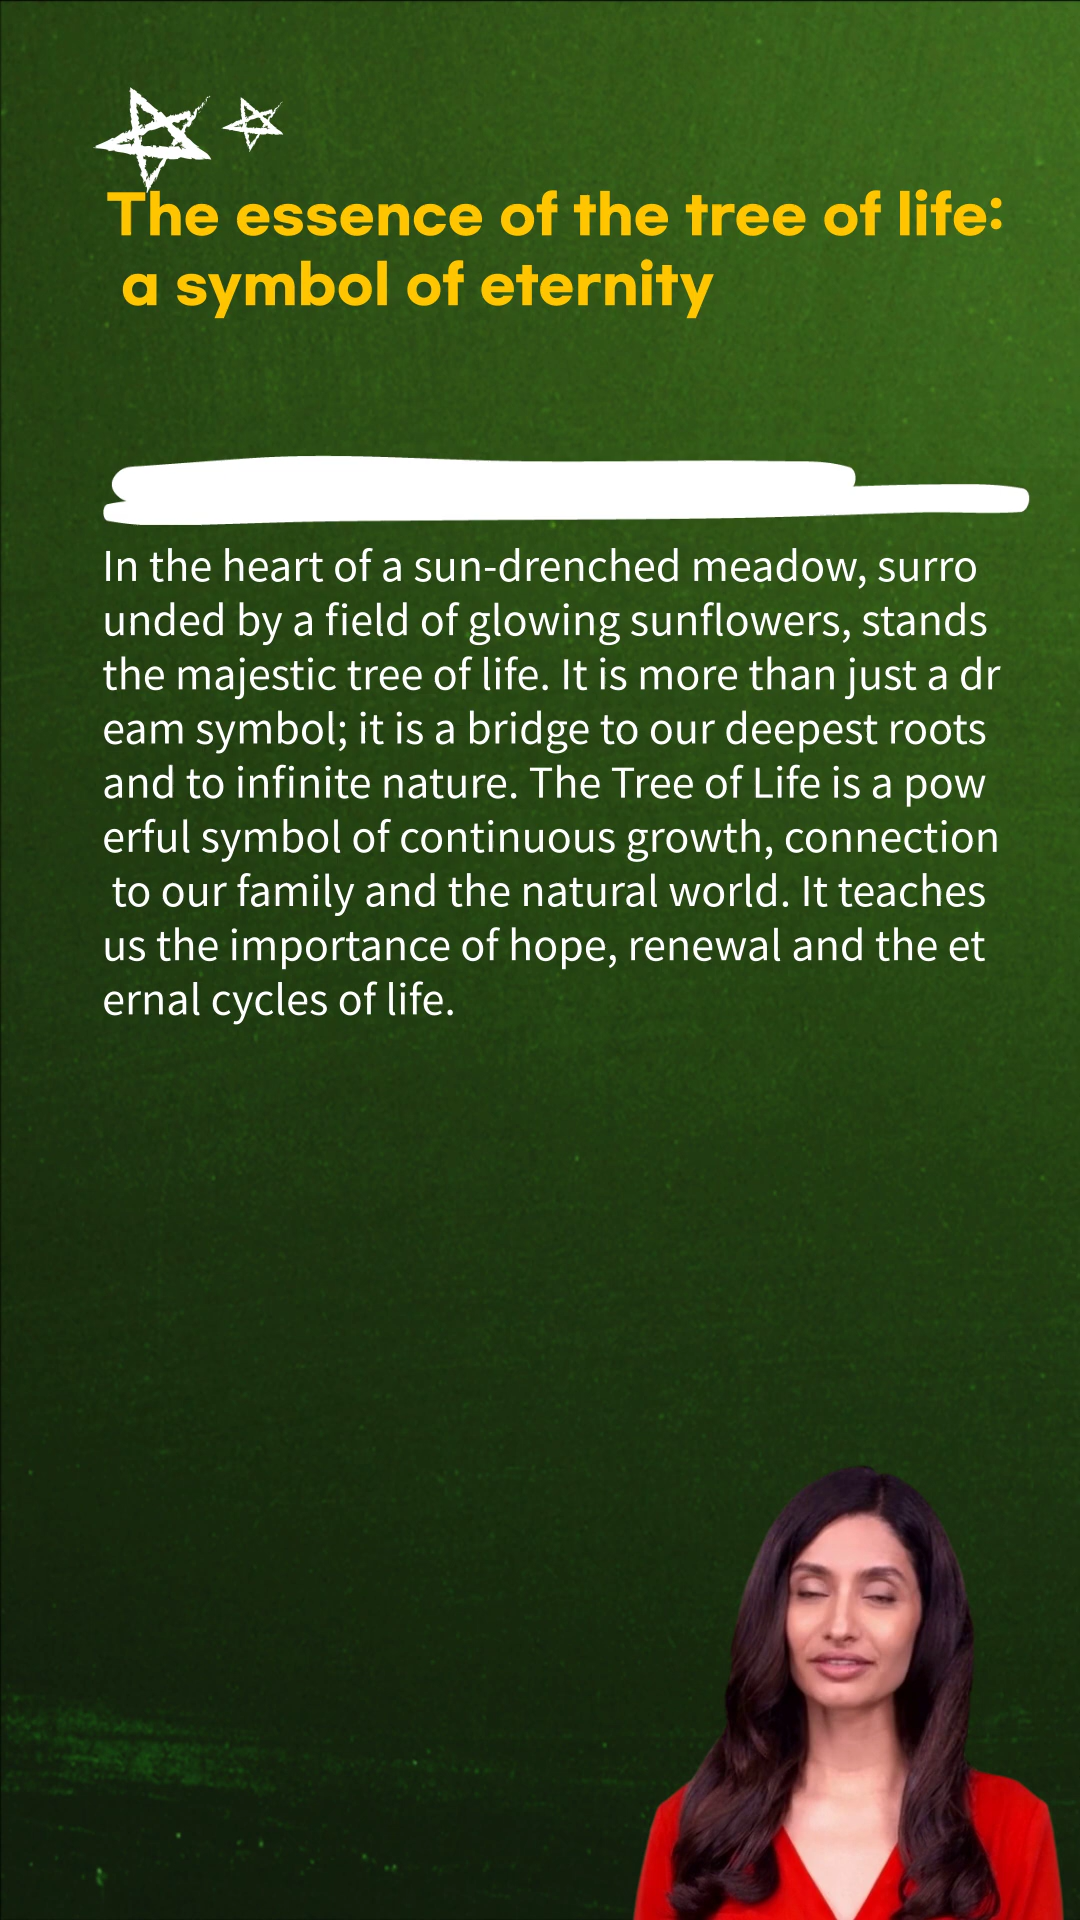 The essence of the tree of life:
a symbol of eternity
In the heart of a sun-drenched meadow, surro
unded by a field of glowing sunflowers, stands
the majestic tree of life. It is more than just a dr
eam symbol; it is a bridge to our deepest roots
and to infinite nature. The Tree of Life is a pow
erful symbol of continuous growth, connection
to our family and the natural world. It teaches
us the importance of hope, renewal and the et
ernal cycles of life.